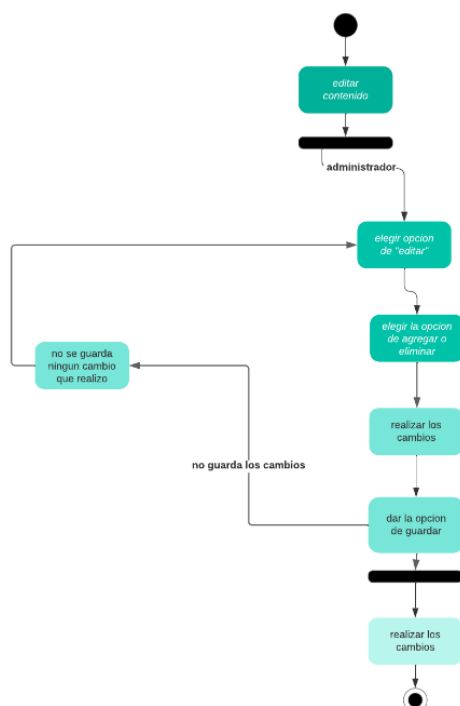 editar
contenido
administrador
elegir opcion
de "editar"
elegir la opcion
de agregar o
eliminar
no se guarda
ningun cambio
que realizo
realizar los
cambios
no guarda los cambios
dar la opcion
de guardar
realizar los
cambios